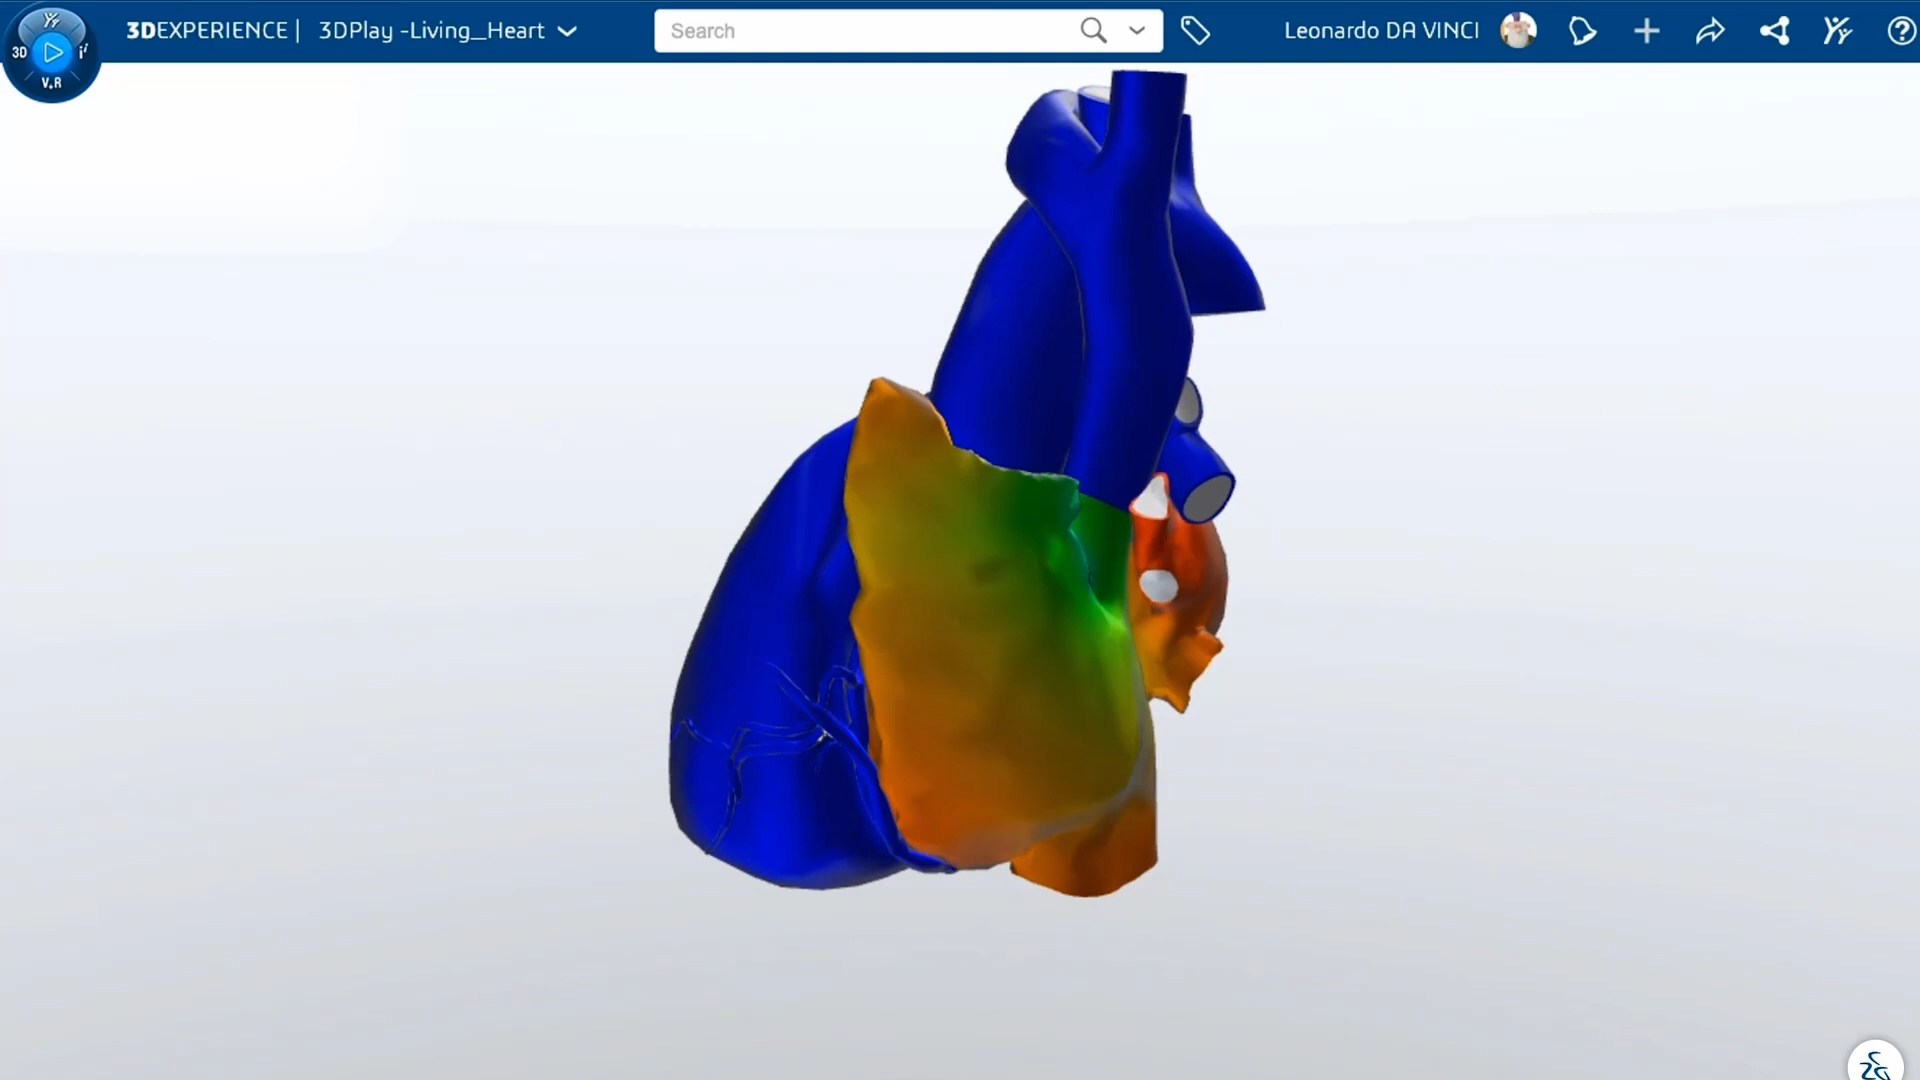 3DEXPERIENCE | 3DPlay -Living_Heart
Search
Leonardo DA VINCI
3D
V.R